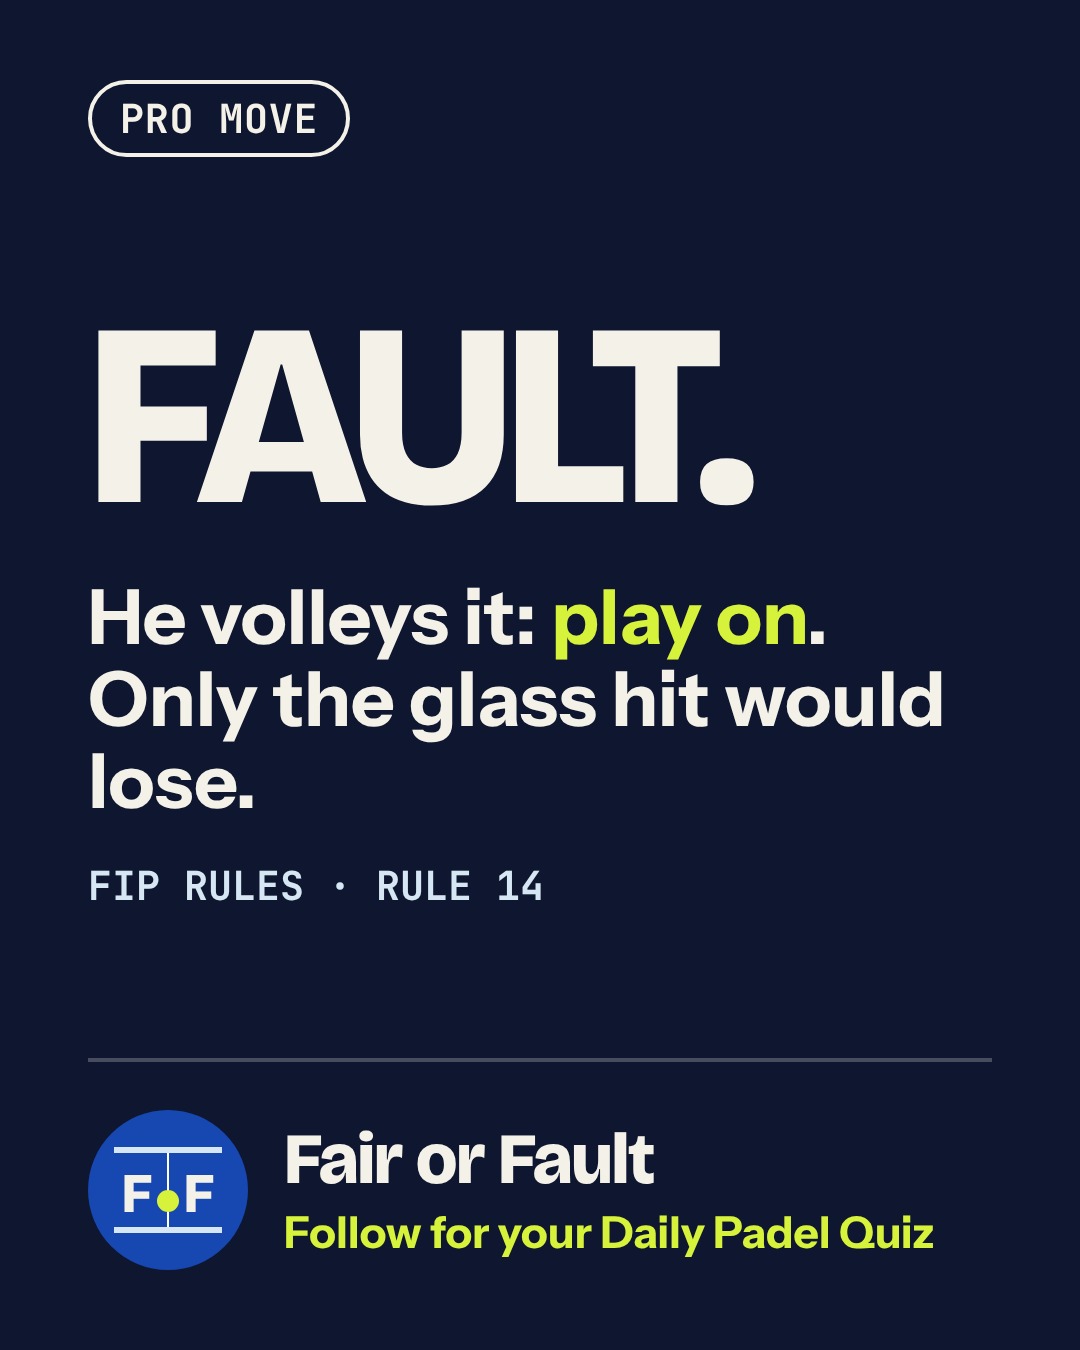 PRO MOVE
FAULT.
He volleys it: play on.
Only the glass hit would
lose.
FIP RULES · RULE 14
F F
Fair or Fault
Follow for your Daily Padel Quiz